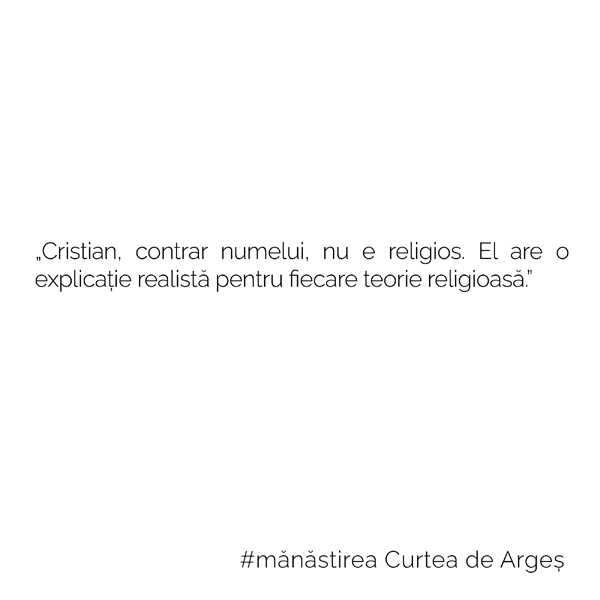 „Cristian, contrar numelui, nu e religios. El are o
explicație realistă pentru fiecare teorie religioasă.”
#mănăstirea Curtea de Argeș